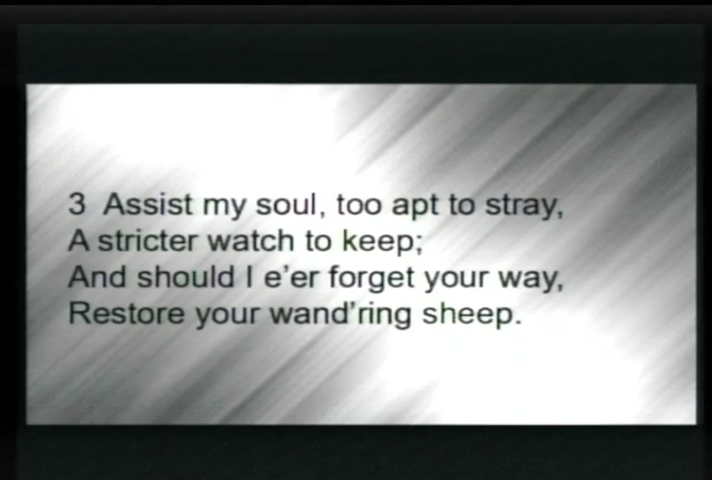 3 Assist my soul, too apt to stray,
A stricter watch to keep;
And should I e'er forget your way,
Restore your wand'ring sheep.